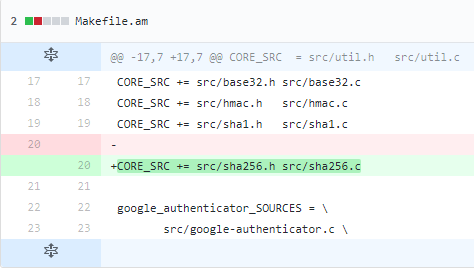 2 Makefile.am
@@ -17,7 +17,7 @@ CORE_SRC = src/util.h src/util.c
17 17 CORE_SRC += src/base32.h src/base32.c
18 18 CORE_SRC += src/hmac.h src/hmac.c
19 19 CORE_SRC += src/sha1.h src/sha1.c
20 -
20 +CORE_SRC += src/sha256.h src/sha256.c
21 21
22 22 google_authenticator_SOURCES = \
23 23 src/google-authenticator.c \